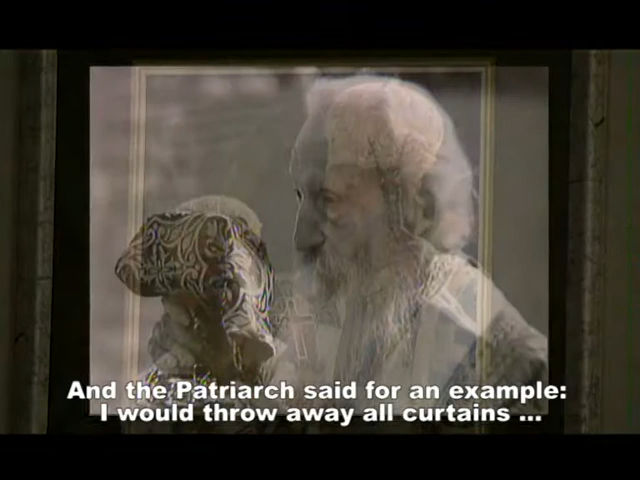 And the Patriarch said for an example:
I would throw away all curtains ...